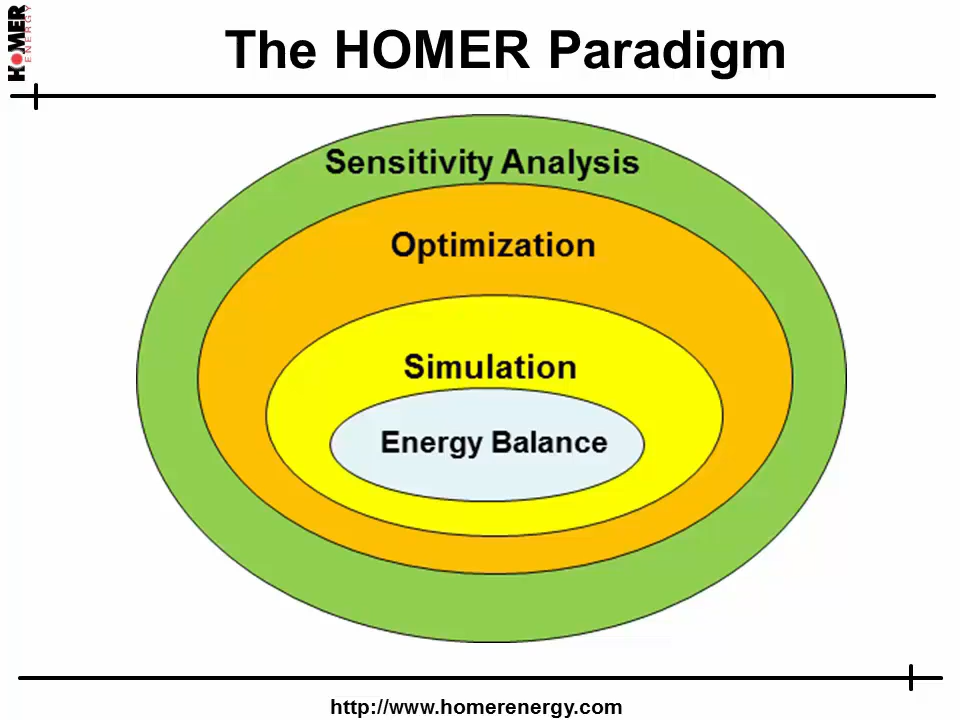 HOMER
ENERGY
The HOMER Paradigm
Sensitivity Analysis
Optimization
Simulation
Energy Balance
http://www.homerenergy.com